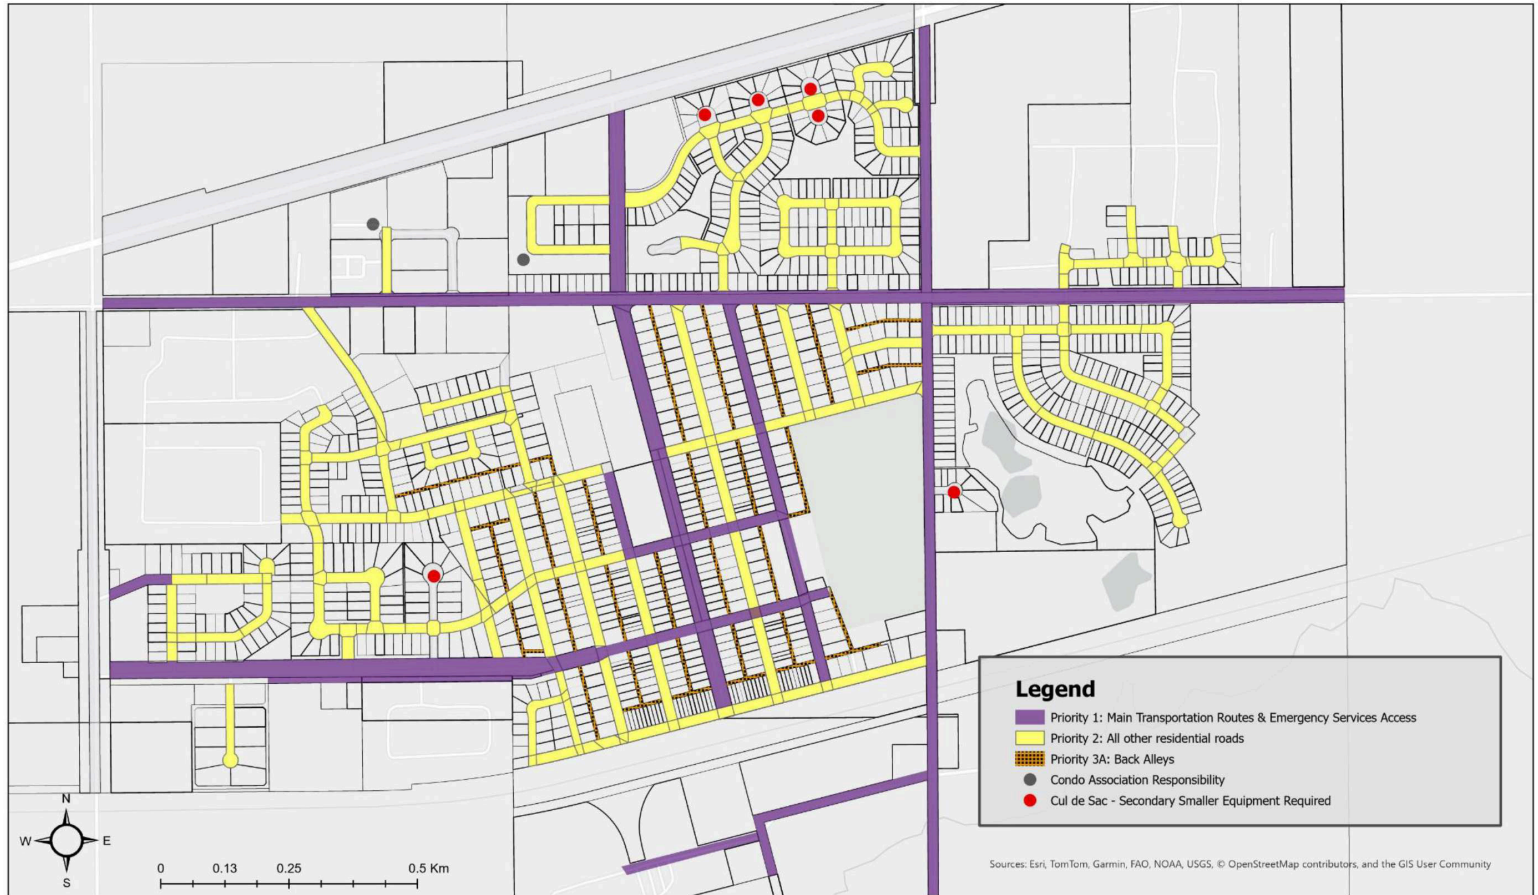 Legend
Priority 1: Main Transportation Routes & Emergency Services Access
Priority 2: All other residential roads
Priority 3A: Back Alleys
Condo Association Responsibility
Cul de Sac - Secondary Smaller Equipment Required
N
W E
S
0 0.13 0.25 0.5 Km
Sources: Esri, TomTom, Garmin, FAO, NOAA, USGS, © OpenStreetMap contributors, and the GIS User Community